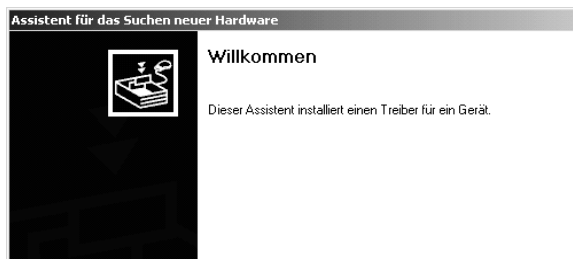 Assistent für das Suchen neuer Hardware
Willkommen
Dieser Assistent installiert einen Treiber für ein Gerät.